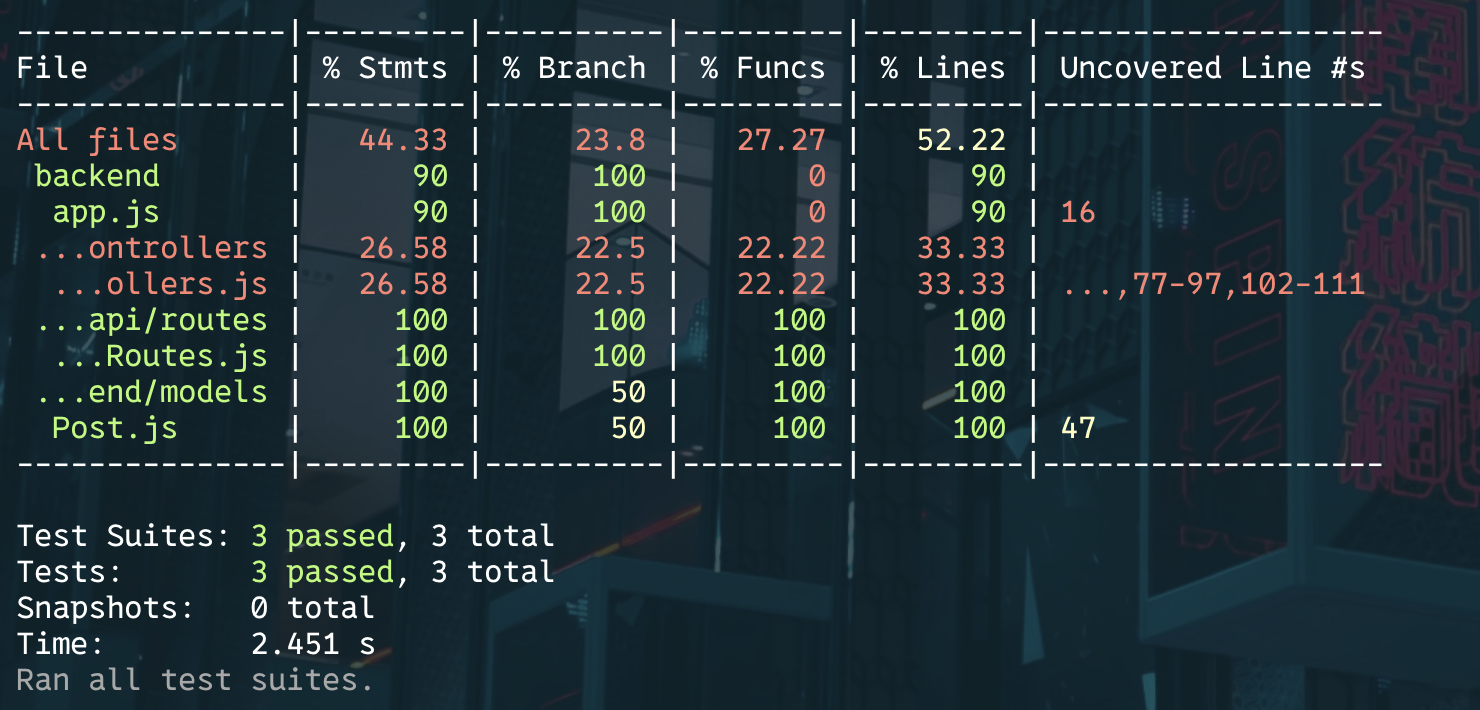 ---------------|---------|----------|---------|---------|-------------------
File           | % Stmts | % Branch | % Funcs | % Lines | Uncovered Line #s
---------------|---------|----------|---------|---------|-------------------
All files      |   44.33 |     23.8 |   27.27 |   52.22 |
 backend       |      90 |      100 |       0 |      90 |
  app.js       |      90 |      100 |       0 |      90 | 16
 ...ontrollers |   26.58 |     22.5 |   22.22 |   33.33 |
  ...ollers.js |   26.58 |     22.5 |   22.22 |   33.33 | ...,77-97,102-111
 ...api/routes |     100 |      100 |     100 |     100 |
  ...Routes.js |     100 |      100 |     100 |     100 |
 ...end/models |     100 |       50 |     100 |     100 |
  Post.js      |     100 |       50 |     100 |     100 | 47
---------------|---------|----------|---------|---------|-------------------
Test Suites: 3 passed, 3 total
Tests:       3 passed, 3 total
Snapshots:   0 total
Time:        2.451 s
Ran all test suites.